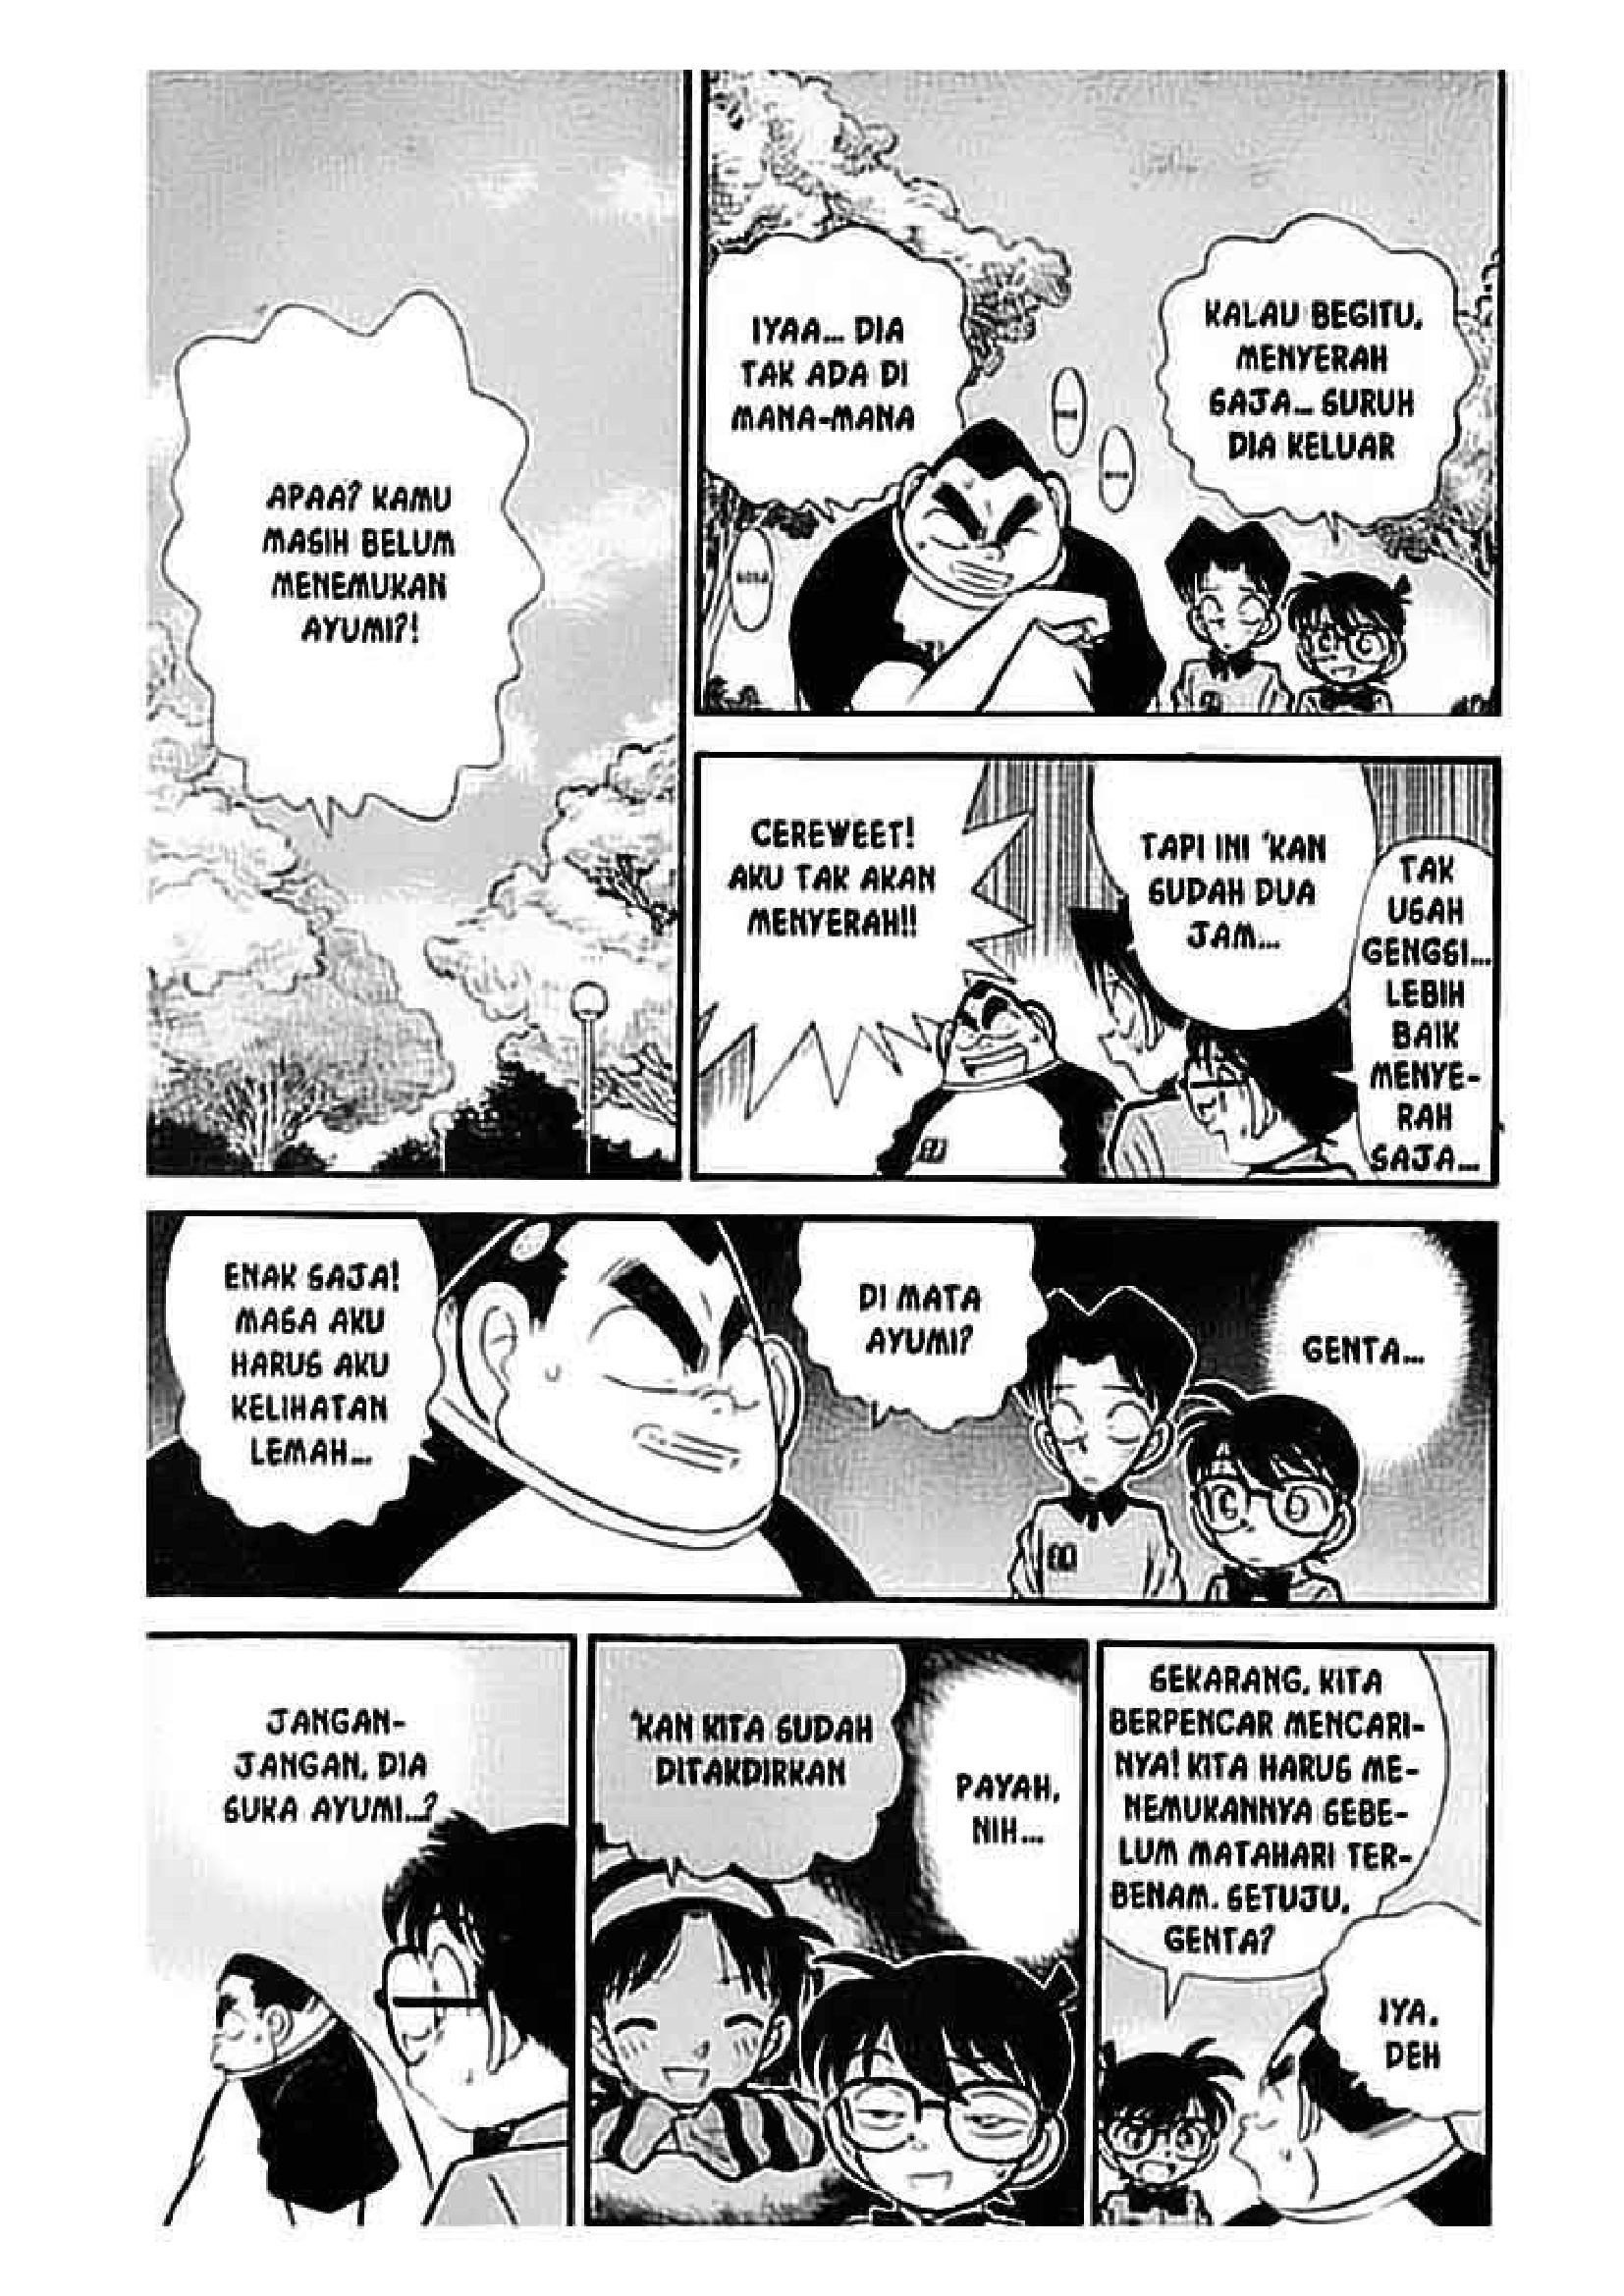 APAA? KAMU
MASIH BELUM
MENEMUKAN
AYUMI?!
IYAA... DIA
TAK ADA DI
MANA-MANA
KALAU BEGITU,
MENYERAH
SAJA... SURUH
DIA KELUAR
CEREWEET!
AKU TAK AKAN
MENYERAH!!
TAPI INI 'KAN
SUDAH DUA
JAM...
TAK
USAH
GENGSI...
LEBIH
BAIK
MENYE-
RAH
SAJA...
ENAK SAJA!
MASA AKU
HARUS AKU
KELIHATAN
LEMAH...
DI MATA
AYUMI?
GENTA...
JANGAN-
JANGAN, DIA
SUKA AYUMI...?
'KAN KITA SUDAH
DITAKDIRKAN
PAYAH,
NIH...
SEKARANG, KITA
BERPENCAR MENCARI-
NYA! KITA HARUS ME-
NEMUKANNYA SEBE-
LUM MATAHARI TER-
BENAM. SETUJU,
GENTA?
IYA,
DEH